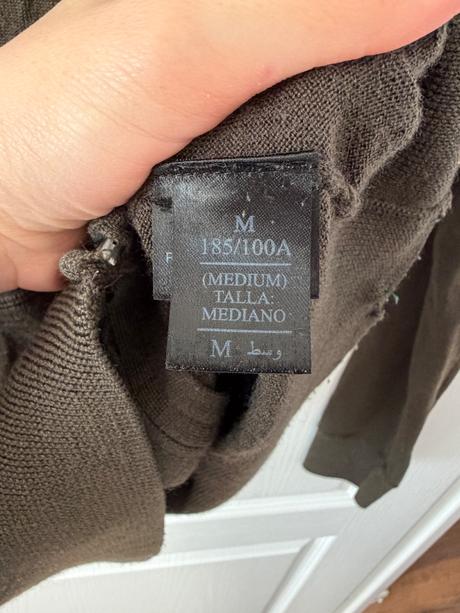 M
185/100A
(MEDIUM)
TALLA:
MEDIANO
M وسط